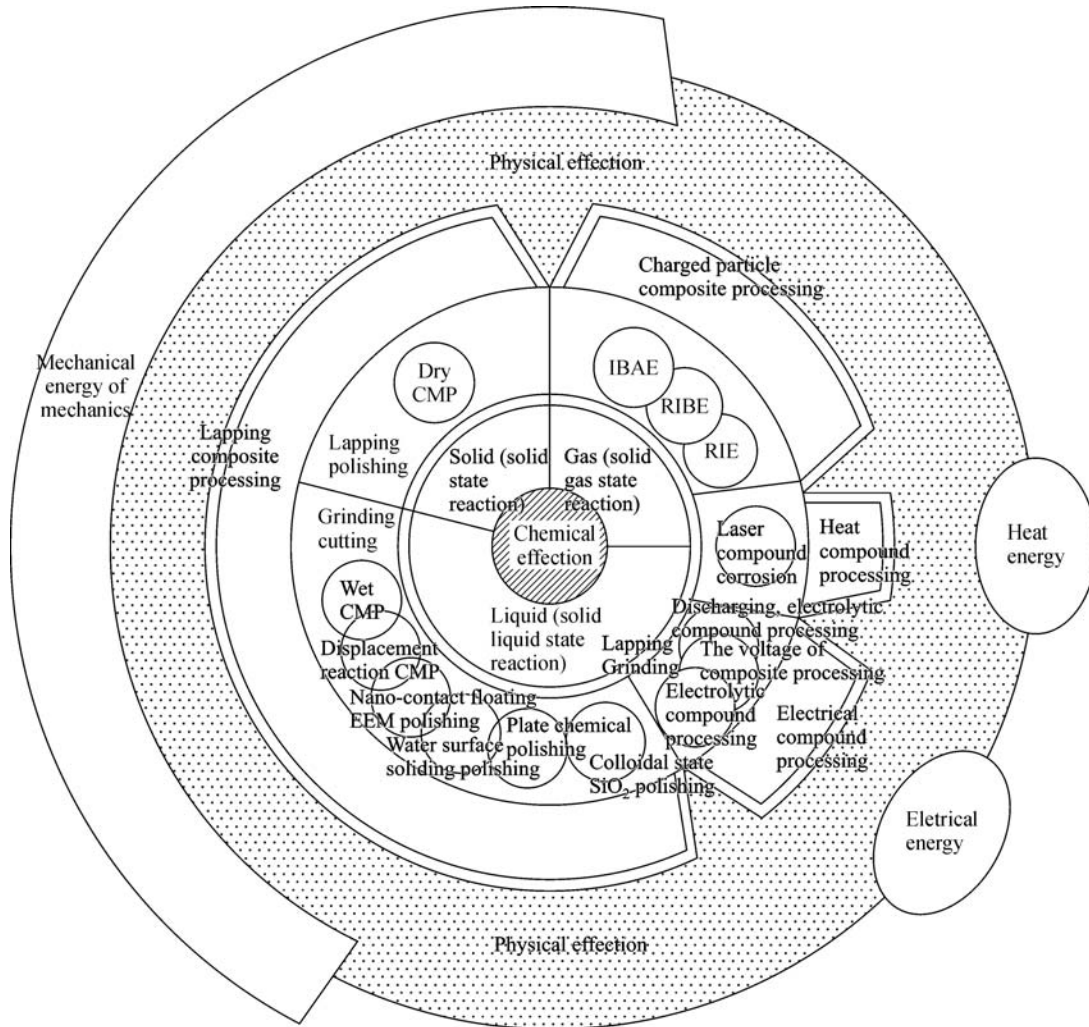 Physical effection
Charged particle
composite processing
Mechanical
energy of
mechanics
Dry
CMP
IBAE
RIBE
RIE
Lapping
composite
processing
Lapping
polishing
Solid (solid
state
reaction)
Gas (solid
gas state
reaction)
Grinding
cutting
Chemical
effection
Laser
compound
corrosion
Heat
compound
processing
Heat
energy
Wet
CMP
Liquid (solid
liquid state
reaction)
Discharging, electrolytic
compound processing
Lapping
Grinding
The voltage of
composite processing
Displacement
reaction CMP
Nano-contact floating
EEM polishing
Electrolytic
compound
processing
Electrical
compound
processing
Water surface
soliding polishing
Plate chemical
polishing
Colloidal state
SiO₂ polishing
Eletrical
energy
Physical effection